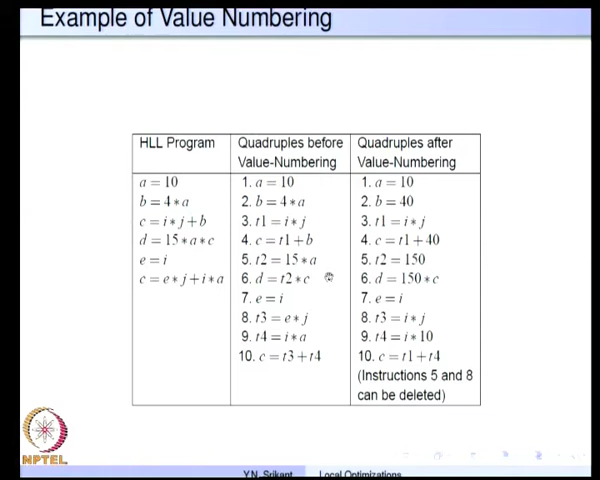 Example of Value Numbering
HLL Program
Quadruples before
Value-Numbering
Quadruples after
Value-Numbering
a = 10
b = 4*a
c = i*j+b
d = 15*a*c
e = i
c = e*j+i*a
1. a = 10
2. b = 4*a
3. t1 = i*j
4. c = t1+b
5. t2 = 15*a
6. d = t2*c
7. e = i
8. t3 = e*j
9. t4 = i*a
10. c = t3+t4
1. a = 10
2. b = 40
3. t1 = i*j
4. c = t1+40
5. t2 = 150
6. d = 150*c
7. e = i
8. t3 = i*j
9. t4 = i*10
10. c = t1+t4
(Instructions 5 and 8
can be deleted)
NPTEL
Y.N. Srikant
Local Optimizations